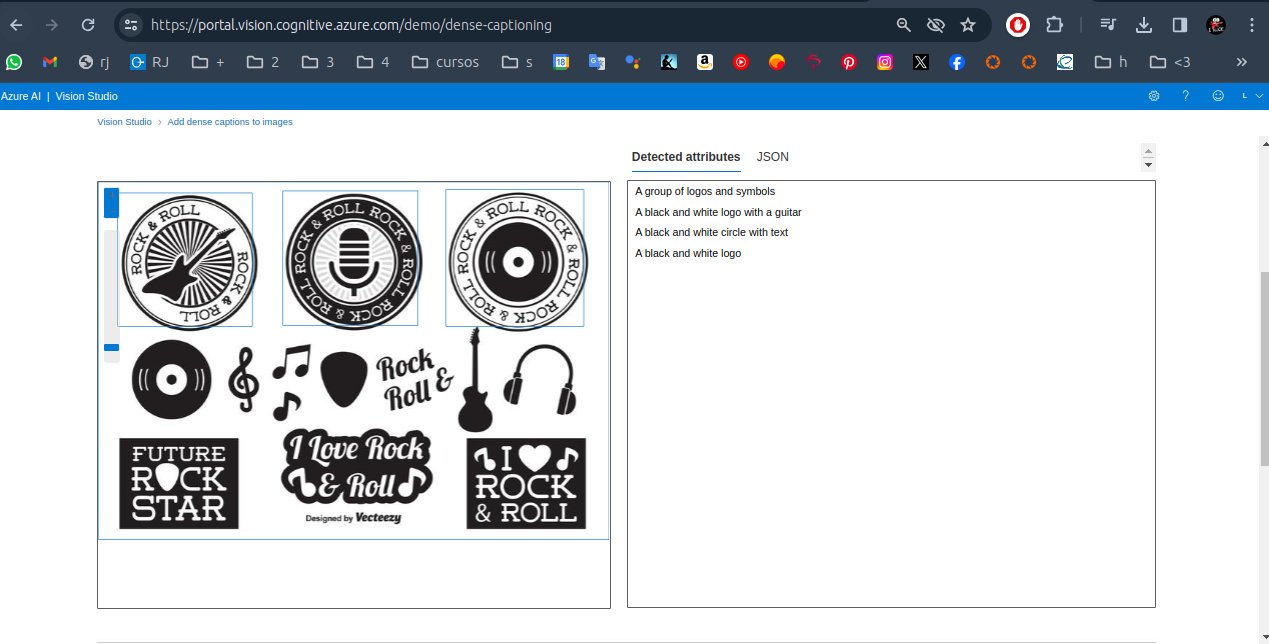 https://portal.vision.cognitive.azure.com/demo/dense-captioning
rj
RJ
+
2
3
4
cursos
s
18
h
<3
»
Azure AI | Vision Studio
L
Vision Studio > Add dense captions to images
Detected attributes
JSON
A group of logos and symbols
A black and white logo with a guitar
A black and white circle with text
A black and white logo
ROCK & ROLL
ROCK & ROLL
ROCK & ROLL ROCK & ROLL ROCK & ROLL
ROCK & ROLL ROCK & ROLL ROCK & ROLL
Rock
Roll &
FUTURE
ROCK
STAR
I Love Rock
& Roll
Designed by Vecteezy
I
ROCK
& ROLL